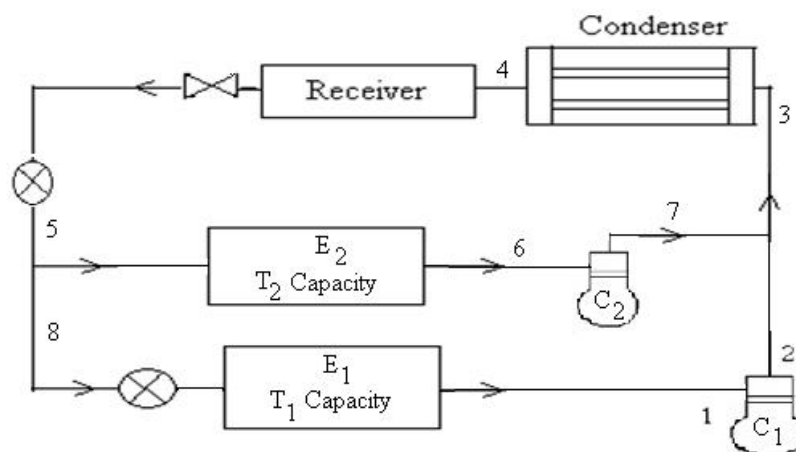 Condenser
4
Receiver
3
5
7
E₂
T₂ Capacity
6
C₂
8
E₁
T₁ Capacity
2
1
C₁